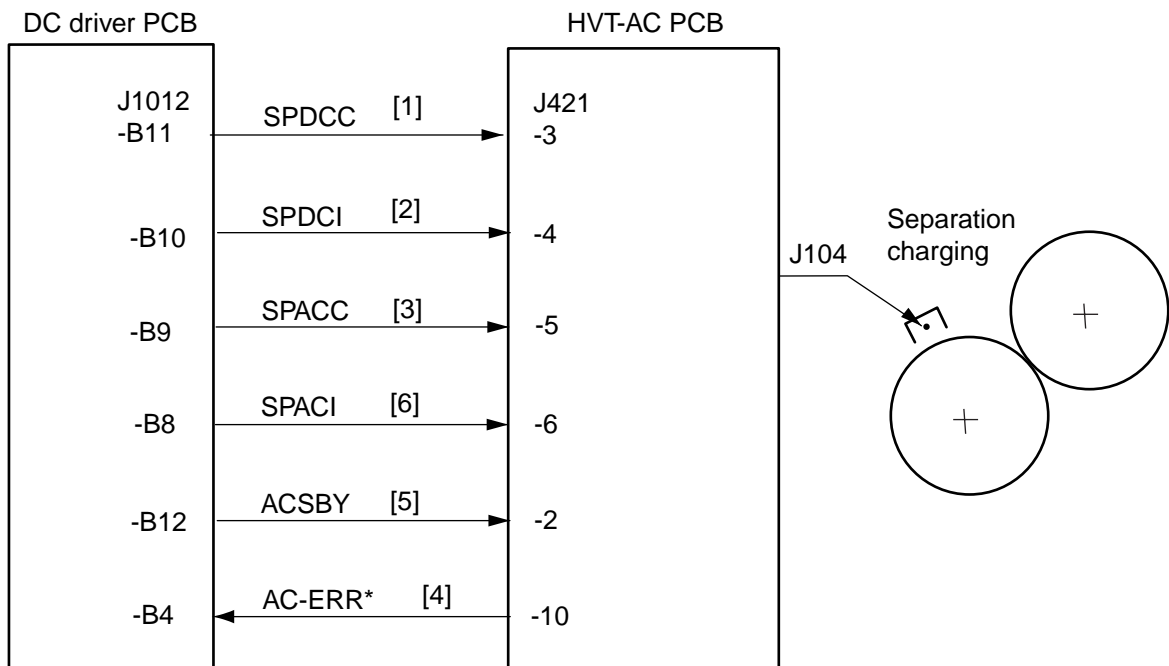 DC driver PCB
HVT-AC PCB
J1012
-B11
SPDCC [1]
J421
-3
-B10
SPDCI [2]
-4
Separation
charging
J104
-B9
SPACC [3]
-5
-B8
SPACI [6]
-6
-B12
ACSBY [5]
-2
-B4
AC-ERR* [4]
-10